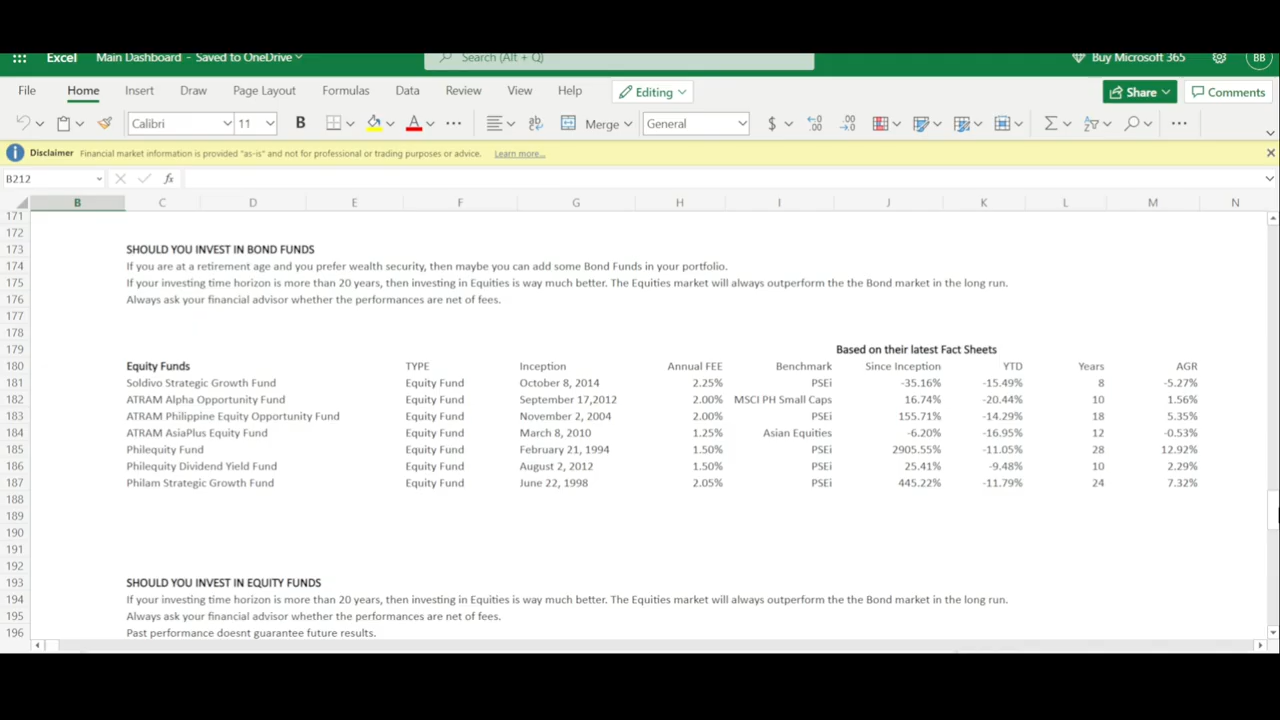 Excel Main Dashboard - Saved to OneDrive Search (Alt + Q) Buy Microsoft 365 BB
File Home Insert Draw Page Layout Formulas Data Review View Help Editing Share Comments
Calibri 11 B A Merge General $
Disclaimer Financial market information is provided "as-is" and not for professional or trading purposes or advice. Learn more...
B212 fx
B C D E F G H I J K L M N
171
172
173 SHOULD YOU INVEST IN BOND FUNDS
174 If you are at a retirement age and you prefer wealth security, then maybe you can add some Bond Funds in your portfolio.
175 If your investing time horizon is more than 20 years, then investing in Equities is way much better. The Equities market will always outperform the the Bond market in the long run.
176 Always ask your financial advisor whether the performances are net of fees.
177
178
179 Based on their latest Fact Sheets
180 Equity Funds TYPE Inception Annual FEE Benchmark Since Inception YTD Years AGR
181 Soldivo Strategic Growth Fund Equity Fund October 8, 2014 2.25% PSEi -35.16% -15.49% 8 -5.27%
182 ATRAM Alpha Opportunity Fund Equity Fund September 17,2012 2.00% MSCI PH Small Caps 16.74% -20.44% 10 1.56%
183 ATRAM Philippine Equity Opportunity Fund Equity Fund November 2, 2004 2.00% PSEi 155.71% -14.29% 18 5.35%
184 ATRAM AsiaPlus Equity Fund Equity Fund March 8, 2010 1.25% Asian Equities -6.20% -16.95% 12 -0.53%
185 Philequity Fund Equity Fund February 21, 1994 1.50% PSEi 2905.55% -11.05% 28 12.92%
186 Philequity Dividend Yield Fund Equity Fund August 2, 2012 1.50% PSEi 25.41% -9.48% 10 2.29%
187 Philam Strategic Growth Fund Equity Fund June 22, 1998 2.05% PSEi 445.22% -11.79% 24 7.32%
188
189
190
191
192
193 SHOULD YOU INVEST IN EQUITY FUNDS
194 If your investing time horizon is more than 20 years, then investing in Equities is way much better. The Equities market will always outperform the the Bond market in the long run.
195 Always ask your financial advisor whether the performances are net of fees.
196 Past performance doesnt guarantee future results.